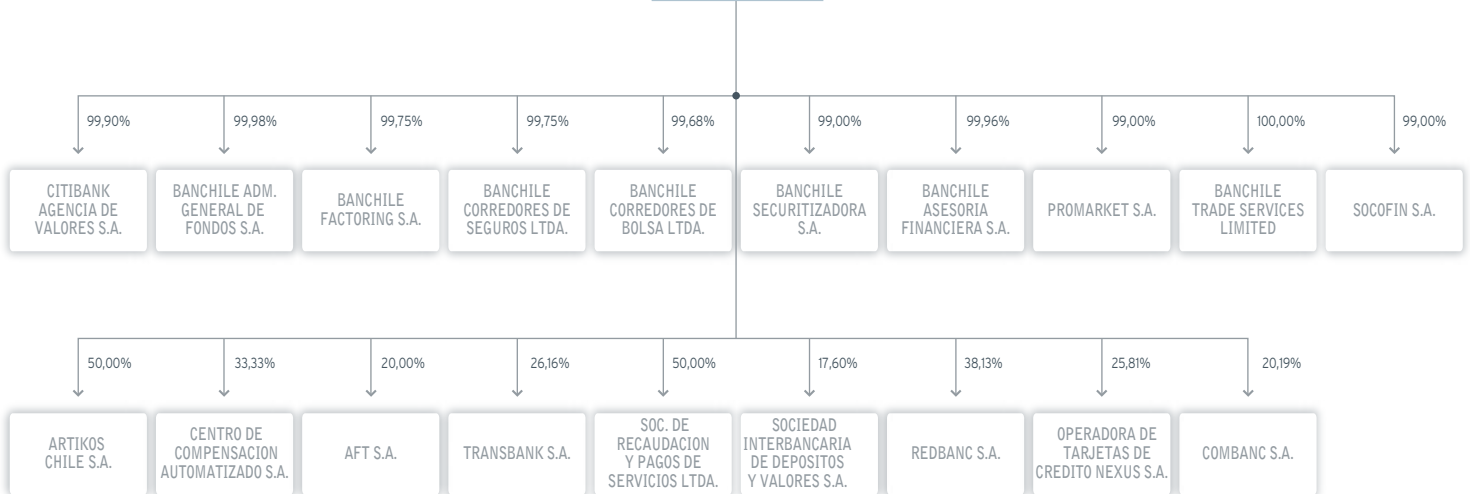 99,90%
99,98%
99,75%
99,75%
99,68%
99,00%
99,96%
99,00%
100,00%
99,00%
CITIBANK
AGENCIA DE
VALORES S.A.
BANCHILE ADM.
GENERAL DE
FONDOS S.A.
BANCHILE
FACTORING S.A.
BANCHILE
CORREDORES DE
SEGUROS LTDA.
BANCHILE
CORREDORES DE
BOLSA LTDA.
BANCHILE
SECURITIZADORA
S.A.
BANCHILE
ASESORIA
FINANCIERA S.A.
PROMARKET S.A.
BANCHILE
TRADE SERVICES
LIMITED
SOCOFIN S.A.
50,00%
33,33%
20,00%
26,16%
50,00%
17,60%
38,13%
25,81%
20,19%
ARTIKOS
CHILE S.A.
CENTRO DE
COMPENSACION
AUTOMATIZADO S.A.
AFT S.A.
TRANSBANK S.A.
SOC. DE
RECAUDACION
Y PAGOS DE
SERVICIOS LTDA.
SOCIEDAD
INTERBANCARIA
DE DEPOSITOS
Y VALORES S.A.
REDBANC S.A.
OPERADORA DE
TARJETAS DE
CREDITO NEXUS S.A.
COMBANC S.A.